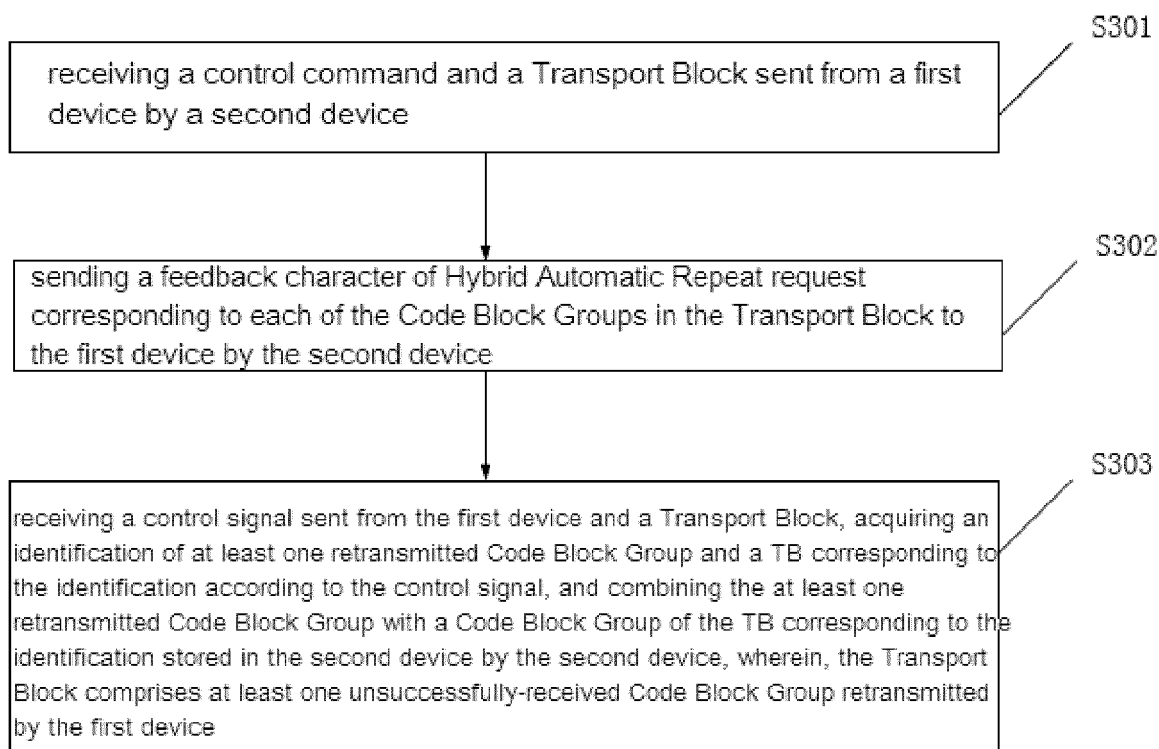 S301
receiving a control command and a Transport Block sent from a first
device by a second device
S302
sending a feedback character of Hybrid Automatic Repeat request
corresponding to each of the Code Block Groups in the Transport Block to
the first device by the second device
S303
receiving a control signal sent from the first device and a Transport Block, acquiring an
identification of at least one retransmitted Code Block Group and a TB corresponding to
the identification according to the control signal, and combining the at least one
retransmitted Code Block Group with a Code Block Group of the TB corresponding to the
identification stored in the second device by the second device, wherein, the Transport
Block comprises at least one unsuccessfully-received Code Block Group retransmitted
by the first device